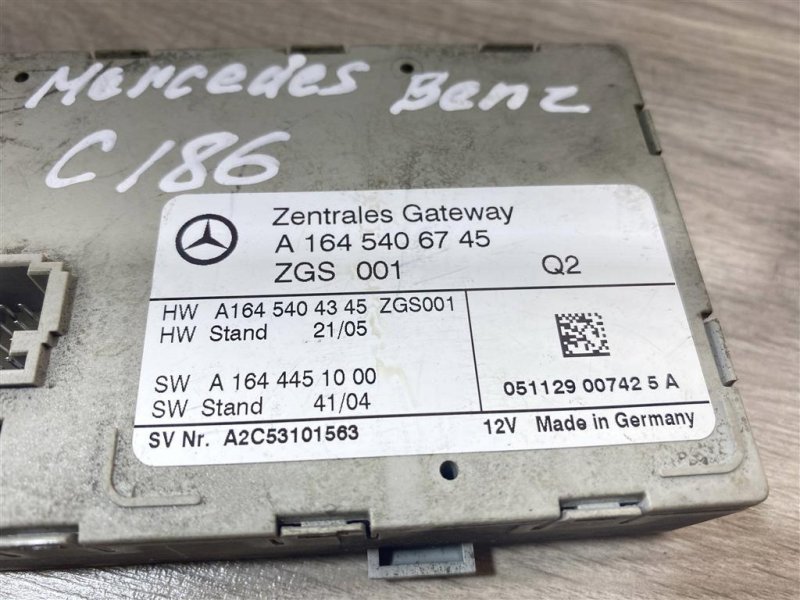 Mercedes Benz
C186
Zentrales Gateway
A 164 540 67 45
ZGS 001 Q2
HW A164 540 43 45 ZGS001
HW Stand 21/05
SW A 164 445 10 00
SW Stand 41/04
051129 00742 5 A
SV Nr. A2C53101563
12V Made in Germany